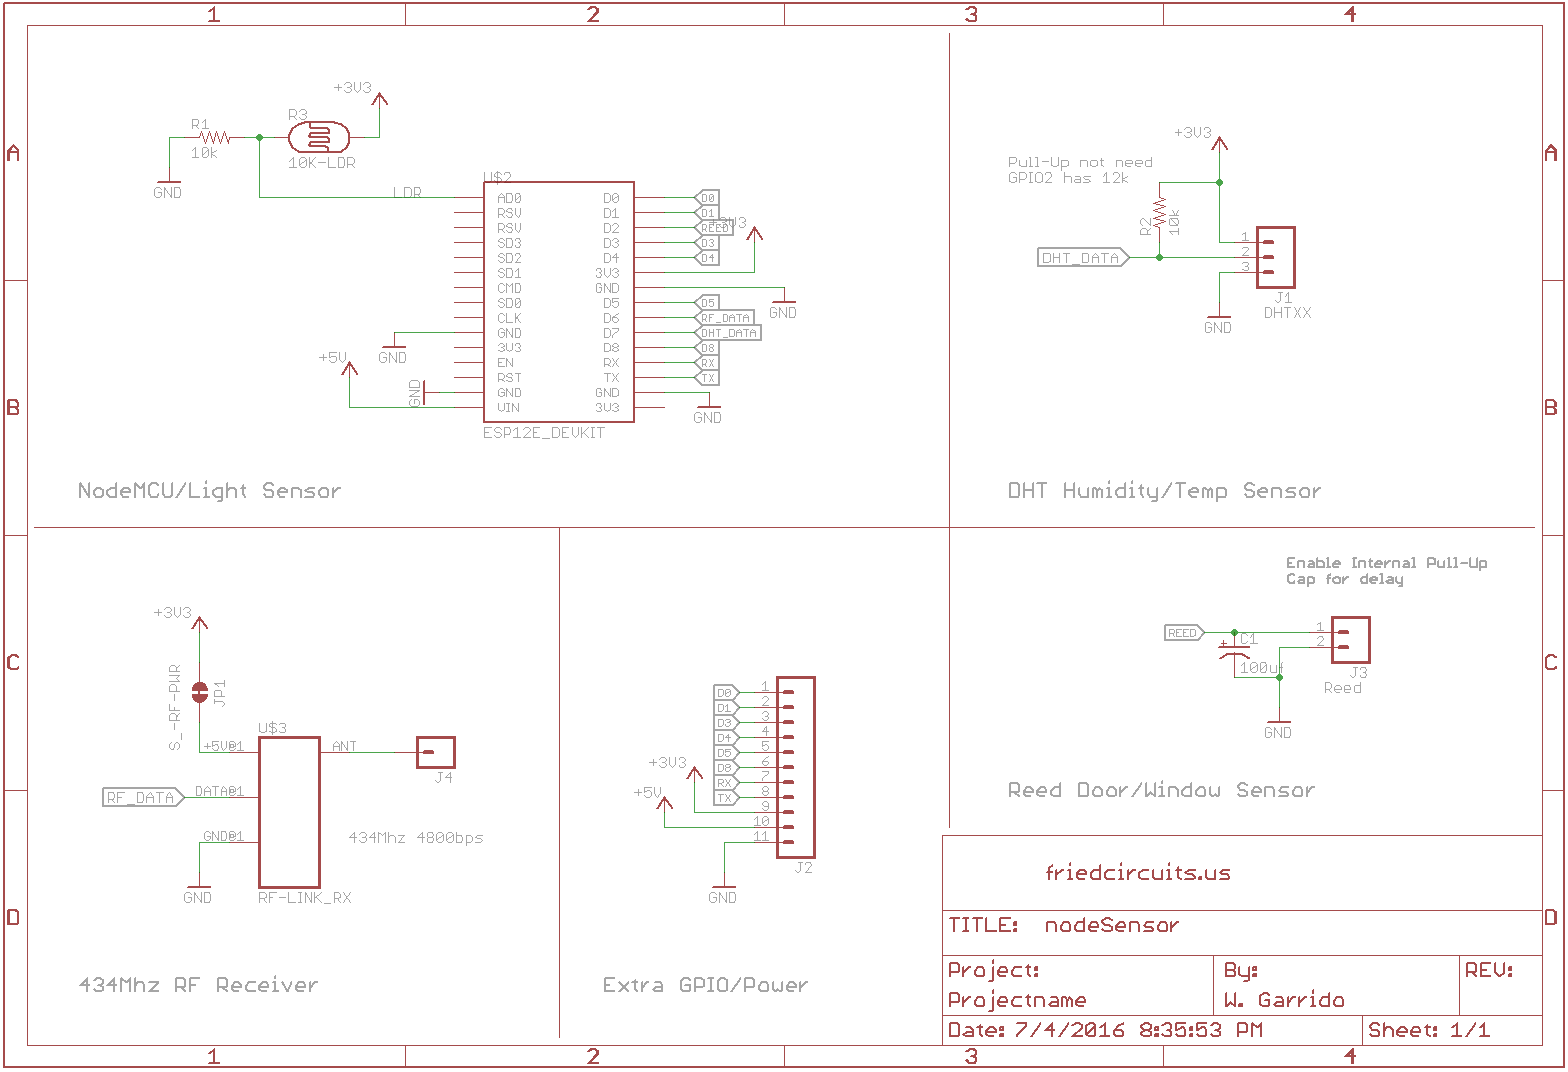 1 2 3 4
A
B
C
D
A
B
C
D
+3V3
R3
R1
10k
10K-LDR
GND
LDR
U$2
AD0 D0 D0
RSV D1 D1
+3V3
RSV D2 REED
SD3 D3 D3
SD2 D4 D4
SD1 3V3
CMD GND
SD0 D5 D5
GND
CLK D6 RF_DATA
GND D7 DHT_DATA
3V3 D8 D8
GND
+5V
EN RX RX
RST TX TX
GND
GND GND
VIN 3V3
GND
ESP12E_DEVKIT
NodeMCU/Light Sensor
+3V3
Pull-Up not need
GPIO2 has 12k
R2
10k
DHT_DATA
1
2
3
J1
DHTXX
GND
DHT Humidity/Temp Sensor
+3V3
S_-RF-PWR
JP1
U$3
+5V@1
ANT
J4
RF_DATA
DATA@1
GND@1
434Mhz 4800bps
GND
RF-LINK_RX
434Mhz RF Receiver
D0 1
D1 2
D3 3
D4 4
D5 5
D8 6
+3V3
RX 7
TX 8
+5V
9
10
11
J2
GND
Extra GPIO/Power
Enable Internal Pull-Up
Cap for delay
REED
+
C1
100uf
1
2
J3
Reed
GND
Reed Door/Window Sensor
friedcircuits.us
TITLE: nodeSensor
Project: By: REV:
Projectname W. Garrido
Date: 7/4/2016 8:35:53 PM Sheet: 1/1
1 2 3 4